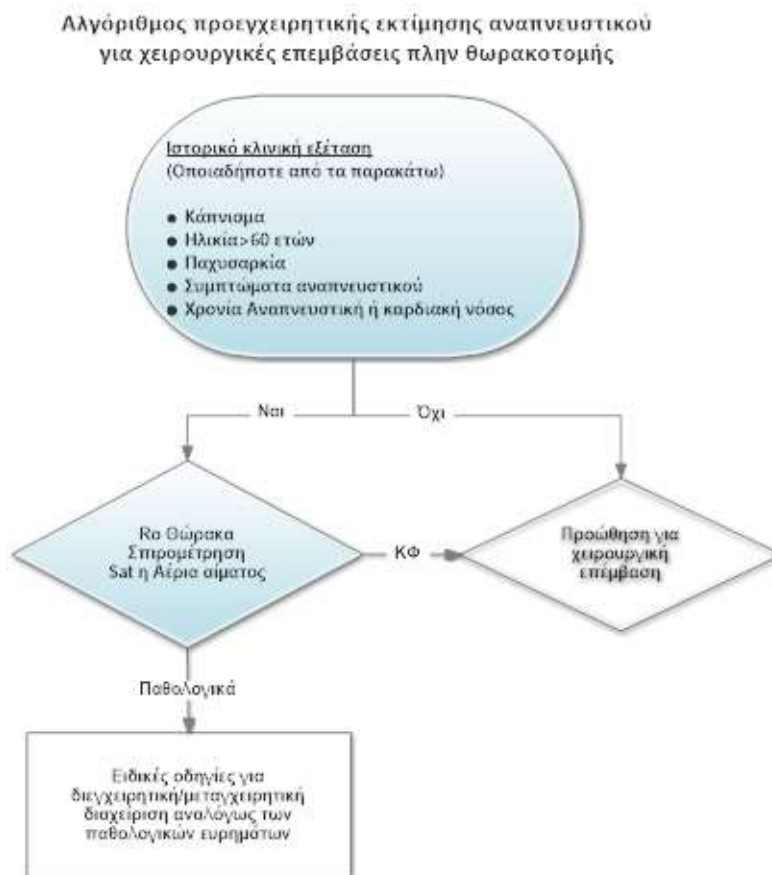 Αλγόριθμος προεγχειρητικής εκτίμησης αναπνευστικού
για χειρουργικές επεμβάσεις πλην θωρακοτομής
Ιστορικό κλινική εξέταση
(Οποιαδήποτε από τα παρακάτω)
● Κάπνισμα
● Ηλικία>60 ετών
● Παχυσαρκία
● Συμπτώματα αναπνευστικού
● Χρονία Αναπνευστική ή καρδιακή νόσος
Ναι
Όχι
Ro Θώρακα
Σπιρομέτρηση
Sat η Αέρια αίματος
ΚΦ
Προώθηση για
χειρουργική
επέμβαση
Παθολογικά
Ειδικές οδηγίες για
διεγχειρητική/μεταγχειρητική
διαχείριση αναλόγως των
παθολογικών ευρημάτων